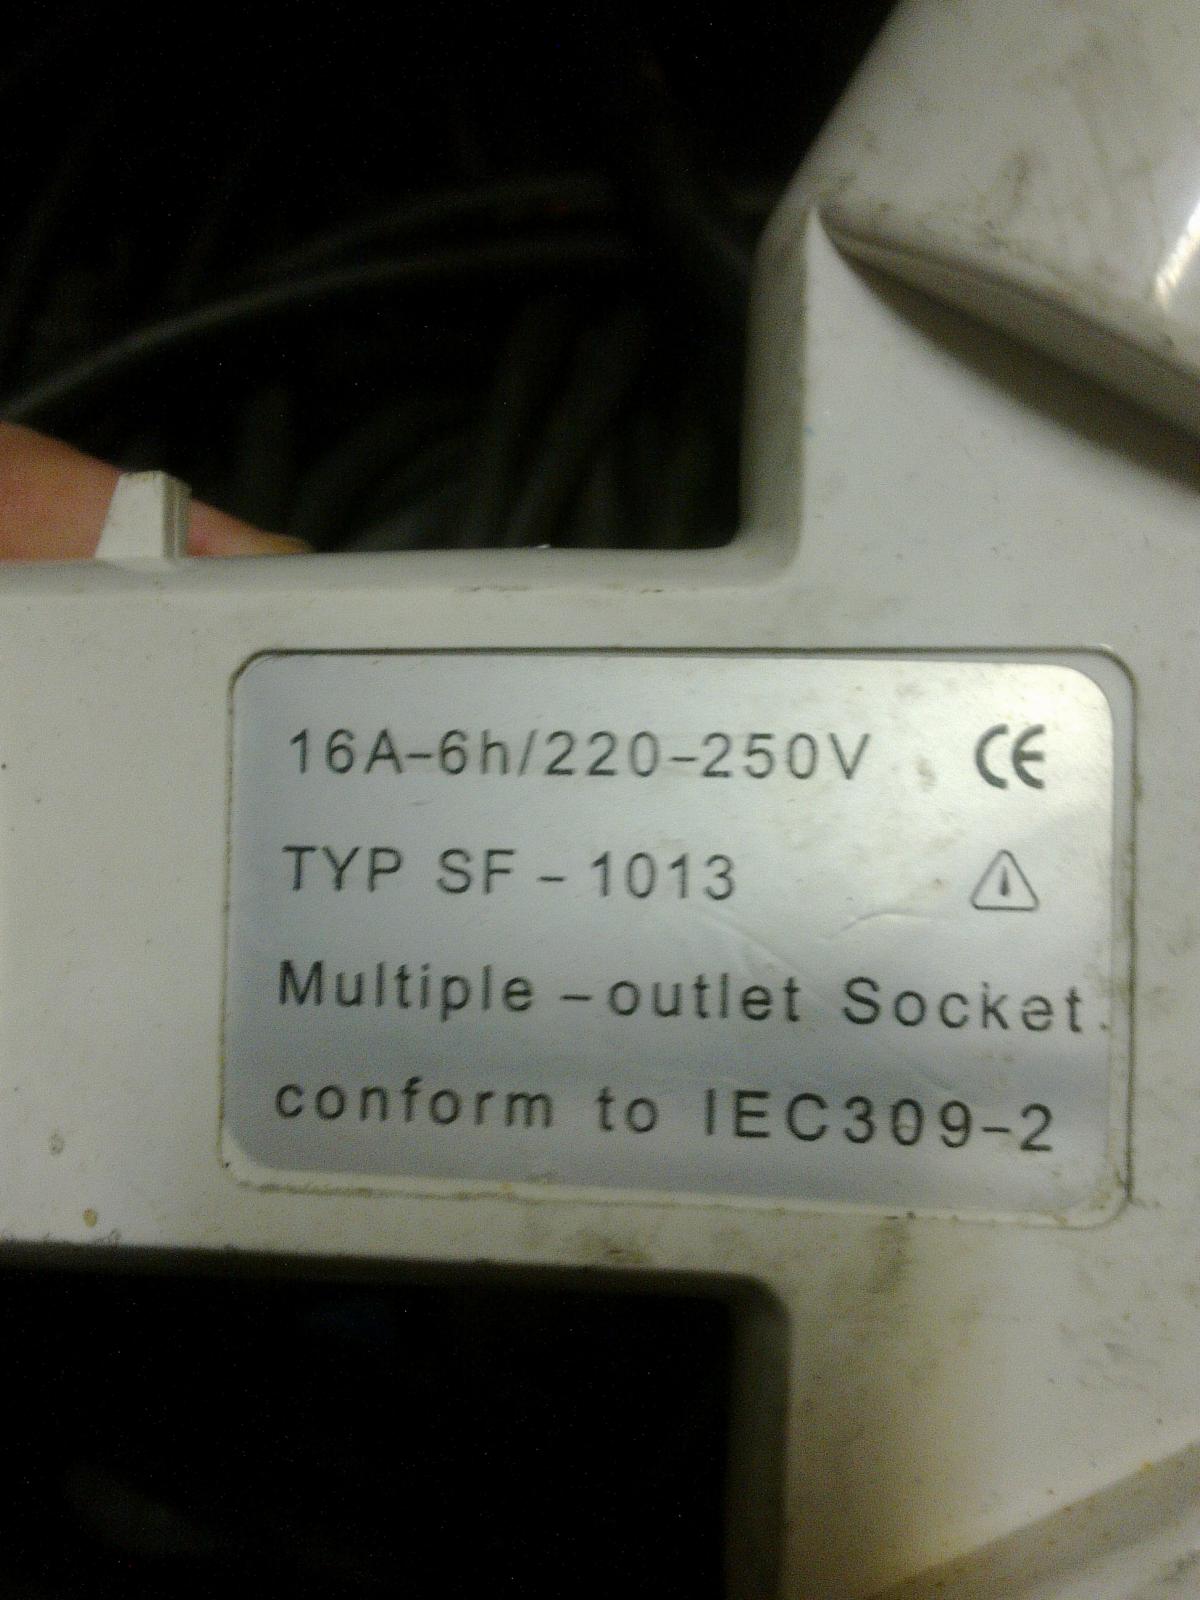 16A-6h/220-250V CE
TYP SF-1013
Multiple-outlet Socket.
conform to IEC309-2